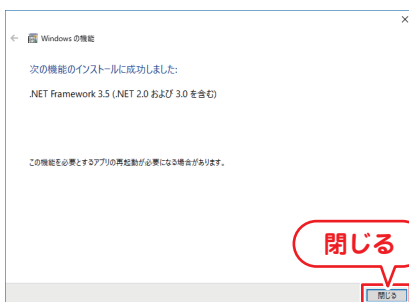 Windows の機能
次の機能のインストールに成功しました:
.NET Framework 3.5 (.NET 2.0 および 3.0 を含む)
この機能を必要とするアプリの再起動が必要になる場合があります。
閉じる
閉じる